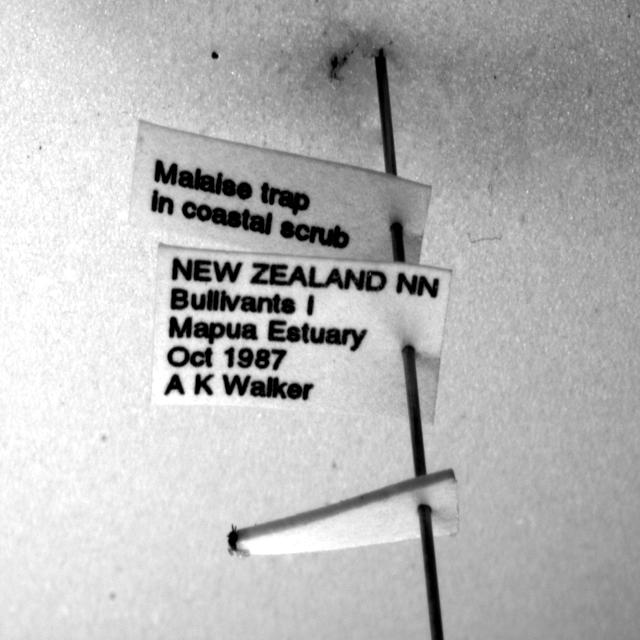 Malaise trap
in coastal scrub
NEW ZEALAND NN
Bullivants I
Mapua Estuary
Oct 1987
A K Walker